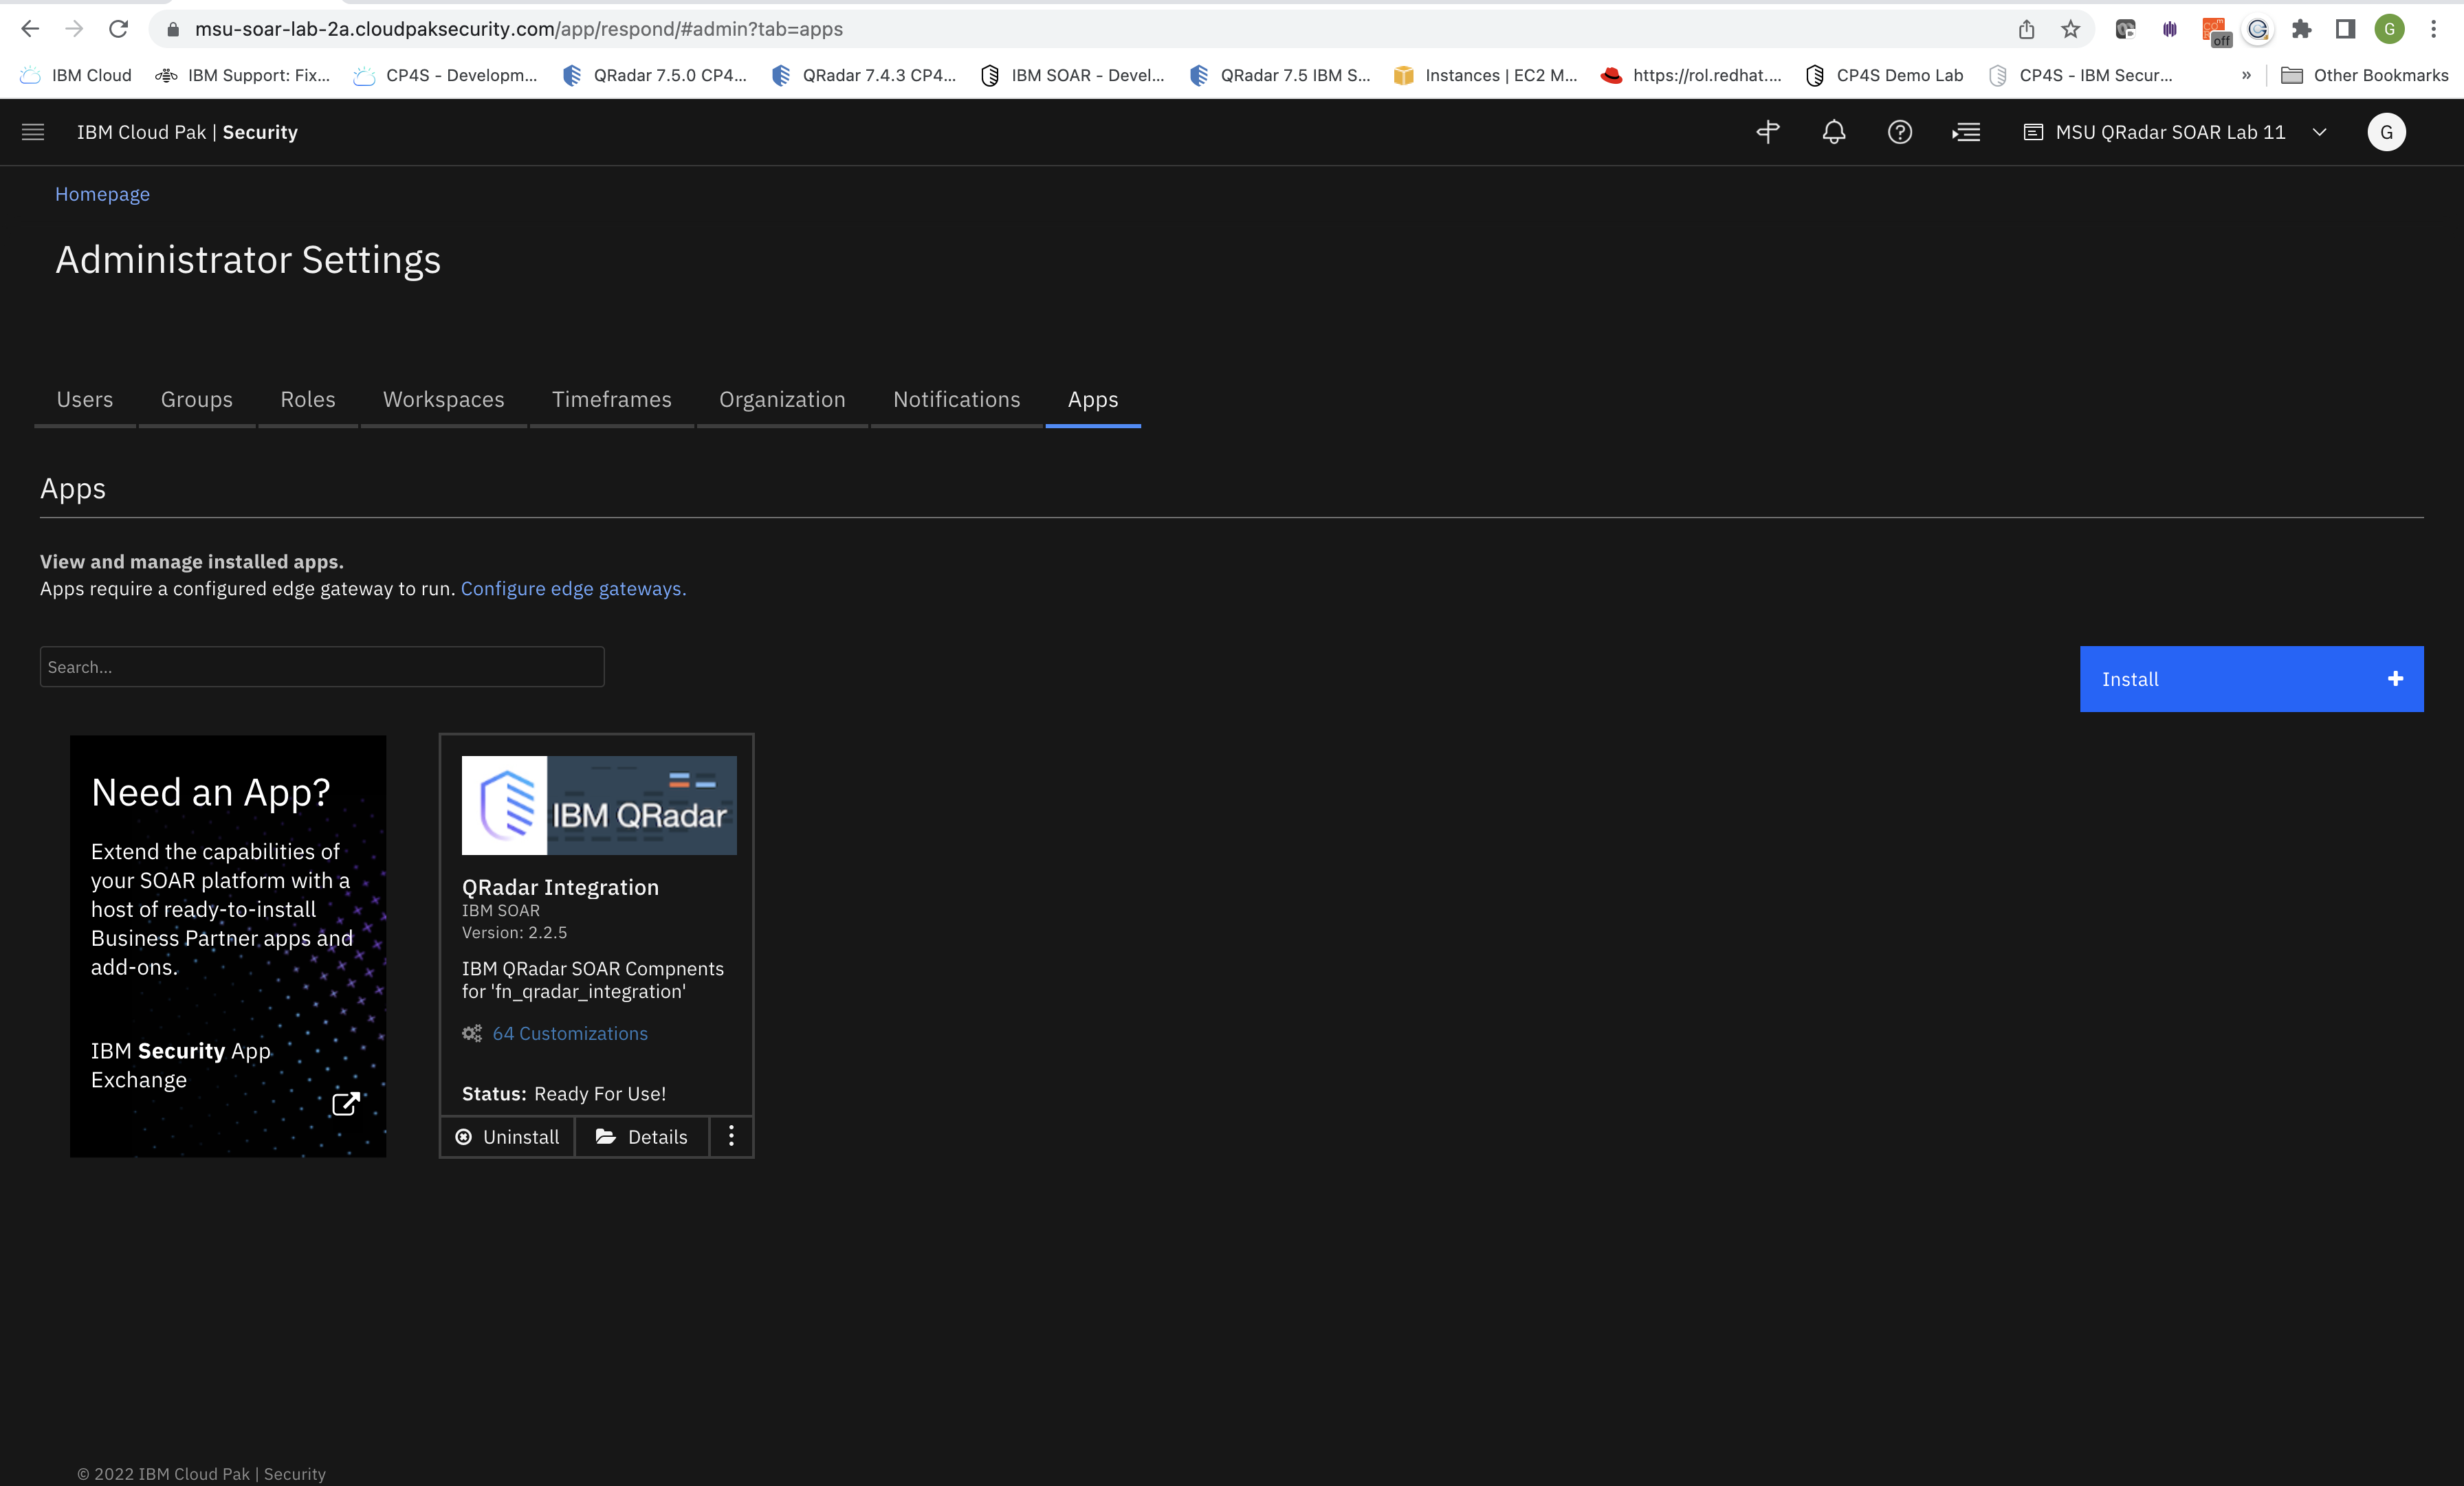 msu-soar-lab-2a.cloudpaksecurity.com/app/respond/#admin?tab=apps
off
G
IBM Cloud
IBM Support: Fix...
CP4S - Developm...
QRadar 7.5.0 CP4...
QRadar 7.4.3 CP4...
IBM SOAR - Devel...
QRadar 7.5 IBM S...
Instances | EC2 M...
https://rol.redhat....
CP4S Demo Lab
CP4S - IBM Secur...
»
Other Bookmarks
IBM Cloud Pak | Security
MSU QRadar SOAR Lab 11
G
Homepage
Administrator Settings
Users
Groups
Roles
Workspaces
Timeframes
Organization
Notifications
Apps
Apps
View and manage installed apps.
Apps require a configured edge gateway to run. Configure edge gateways.
Search...
Install +
Need an App?
Extend the capabilities of
your SOAR platform with a
host of ready-to-install
Business Partner apps and
add-ons.
IBM Security App
Exchange
IBM QRadar
QRadar Integration
IBM SOAR
Version: 2.2.5
IBM QRadar SOAR Compnents
for 'fn_qradar_integration'
64 Customizations
Status: Ready For Use!
Uninstall
Details
© 2022 IBM Cloud Pak | Security